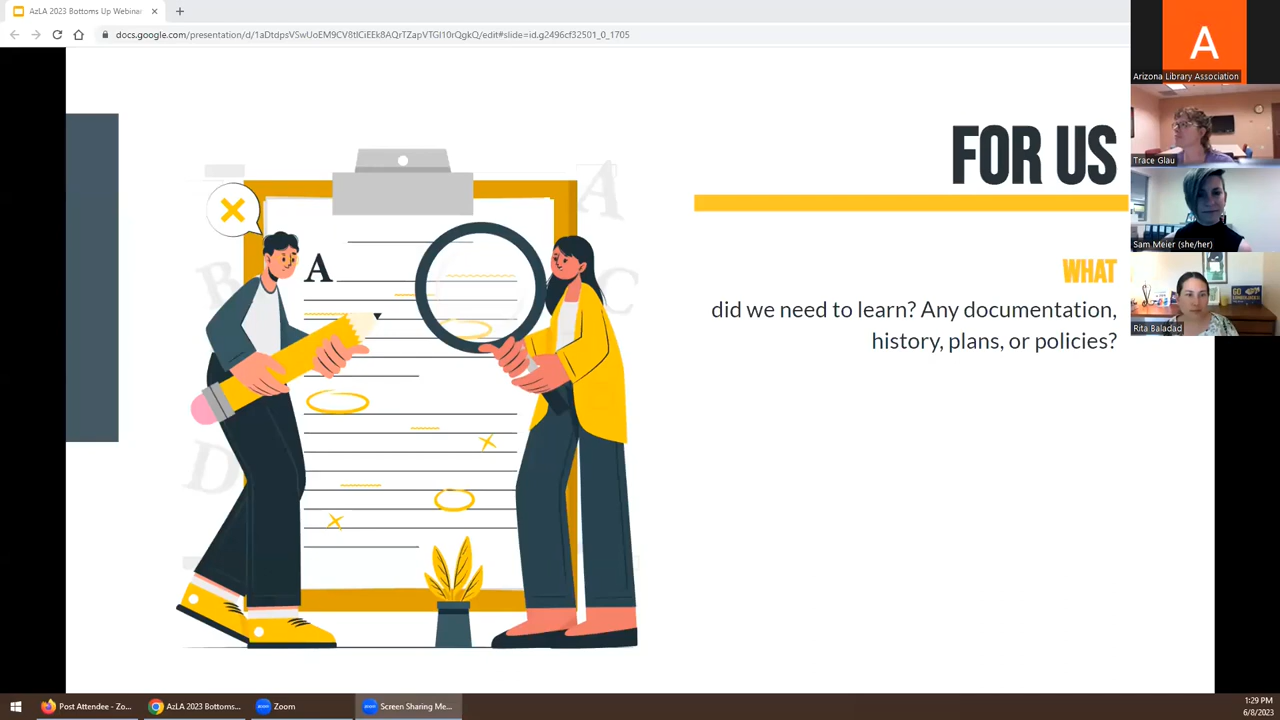 AzLA 2023 Bottoms Up Webinar
docs.google.com/presentation/d/1aDtdpsVSwUoEM9CV8tlCiEEk8AQrTZapVTGl10rQgkQ/edit#slide=id.g2496cf32501_0_1705
A
Arizona Library Association
Trace Glau
Sam Meier (she/her)
Rita Baladad
FOR US
WHAT
did we need to learn? Any documentation,
history, plans, or policies?
A
A
B
C
D
Post Attendee - Zo...
AzLA 2023 Bottoms...
Zoom
Screen Sharing Me...
1:29 PM
6/8/2023